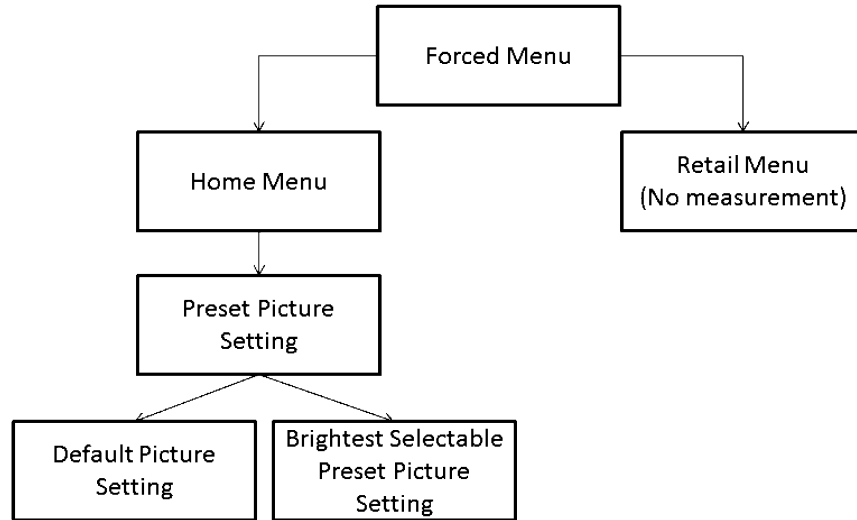 Forced Menu
Home Menu
Retail Menu
(No measurement)
Preset Picture
Setting
Default Picture
Setting
Brightest Selectable
Preset Picture
Setting